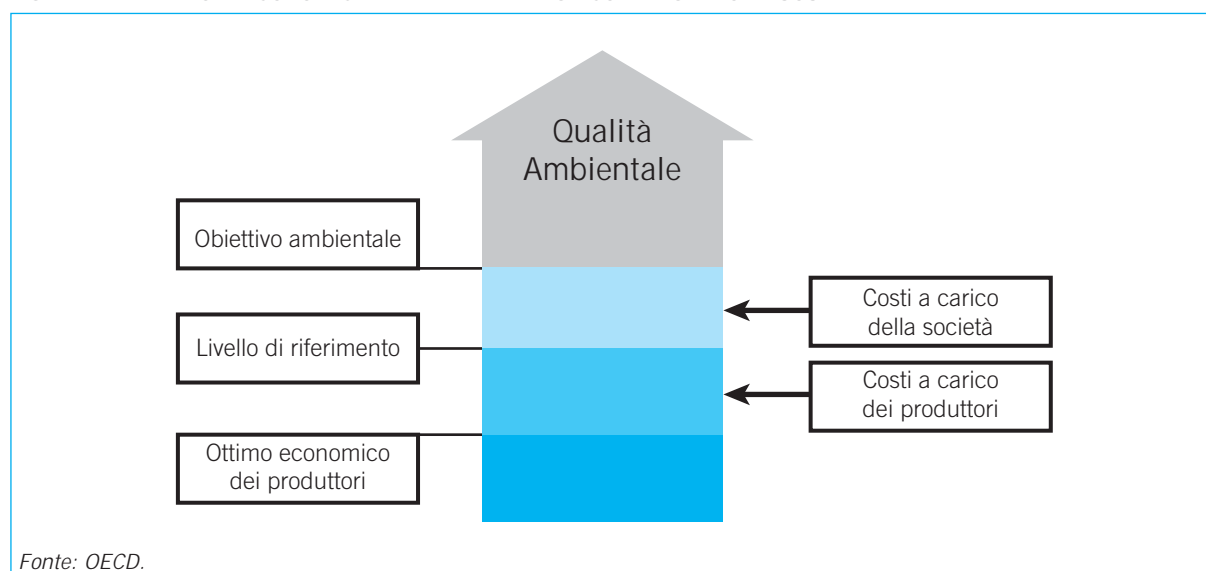 Qualità
Ambientale
Obiettivo ambientale
Costi a carico
della società
Livello di riferimento
Costi a carico
dei produttori
Ottimo economico
dei produttori
Fonte: OECD.